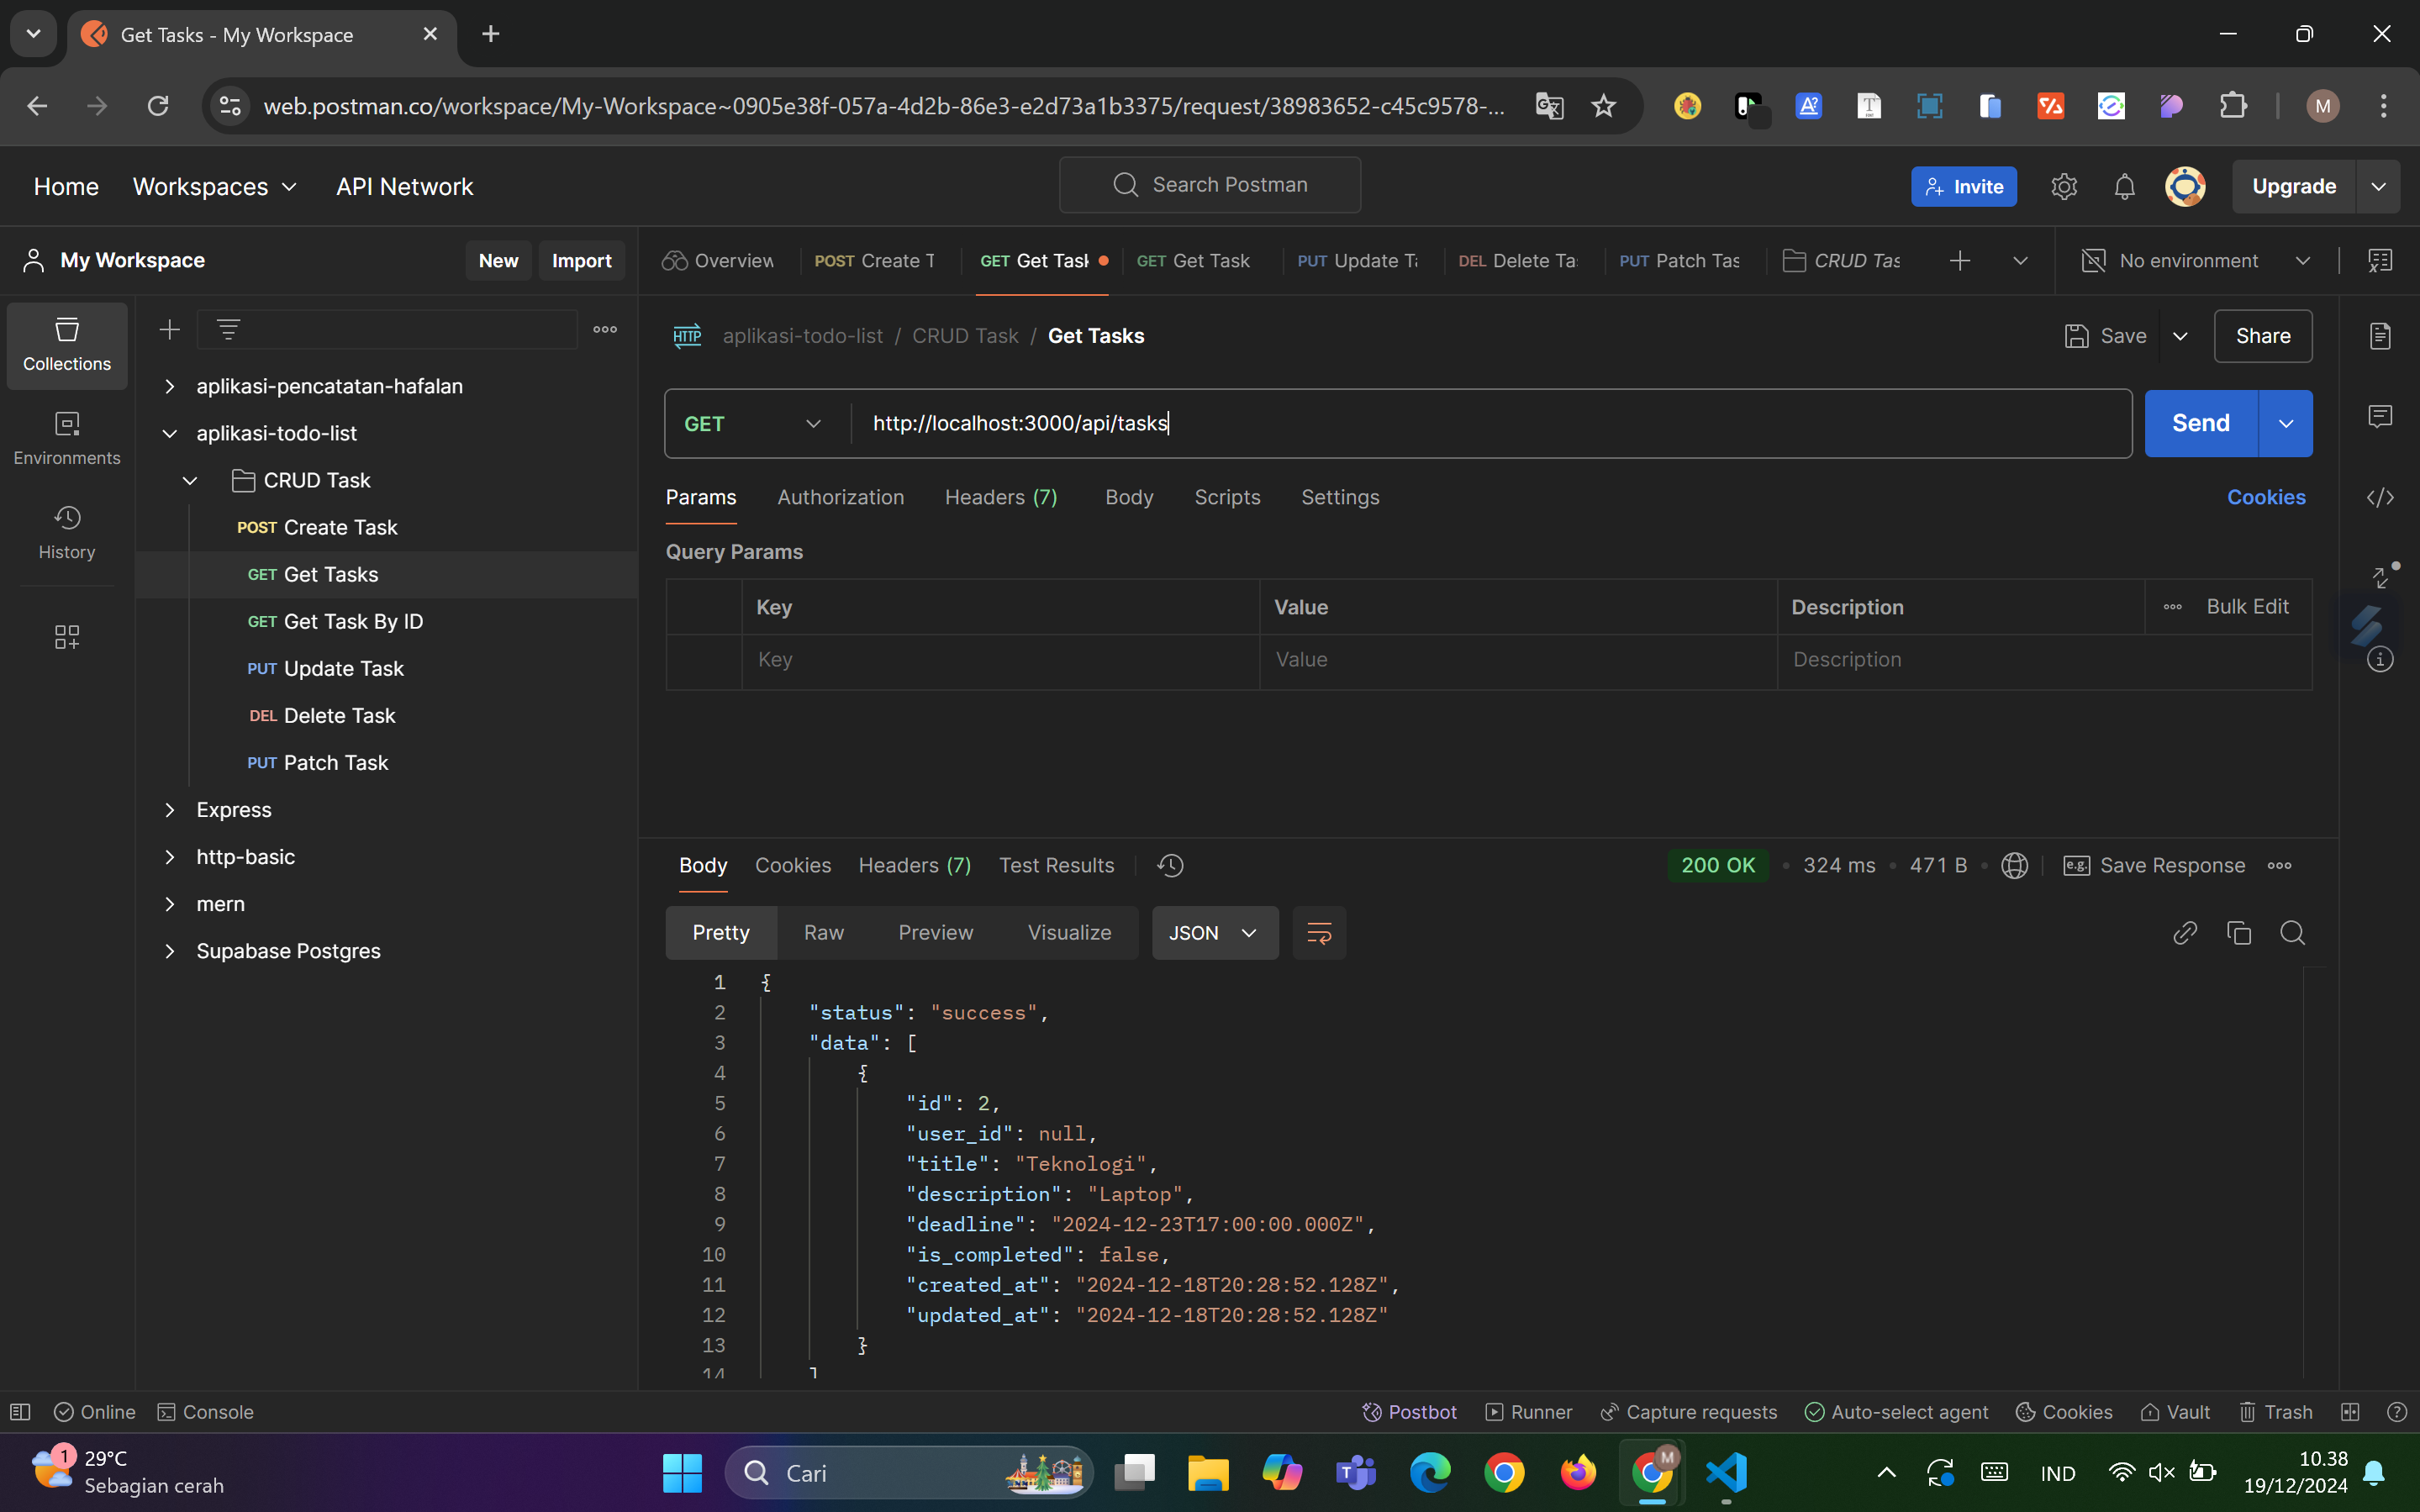 Get Tasks - My Workspace
web.postman.co/workspace/My-Workspace~0905e38f-057a-4d2b-86e3-e2d73a1b3375/request/38983652-c45c9578-...
M
Home Workspaces API Network
Search Postman
Invite
Upgrade
My Workspace New Import
Overview POST Create T GET Get Task GET Get Task PUT Update Ta DEL Delete Ta PUT Patch Tas CRUD Tas No environment
Collections
Environments
History
aplikasi-pencatatan-hafalan
aplikasi-todo-list
CRUD Task
POST Create Task
GET Get Tasks
GET Get Task By ID
PUT Update Task
DEL Delete Task
PUT Patch Task
Express
http-basic
mern
Supabase Postgres
HTTP aplikasi-todo-list / CRUD Task / Get Tasks
Save Share
GET http://localhost:3000/api/tasks Send
Params Authorization Headers (7) Body Scripts Settings Cookies
Query Params
Key Value Description Bulk Edit
Key Value Description
Body Cookies Headers (7) Test Results 200 OK • 324 ms • 471 B • e.g. Save Response
Pretty Raw Preview Visualize JSON
1 {
2 "status": "success",
3 "data": [
4 {
5 "id": 2,
6 "user_id": null,
7 "title": "Teknologi",
8 "description": "Laptop",
9 "deadline": "2024-12-23T17:00:00.000Z",
10 "is_completed": false,
11 "created_at": "2024-12-18T20:28:52.128Z",
12 "updated_at": "2024-12-18T20:28:52.128Z"
13 }
14 ]
Online Console Postbot Runner Capture requests Auto-select agent Cookies Vault Trash
1
29°C
Sebagian cerah
Cari
M
IND
10.38
19/12/2024